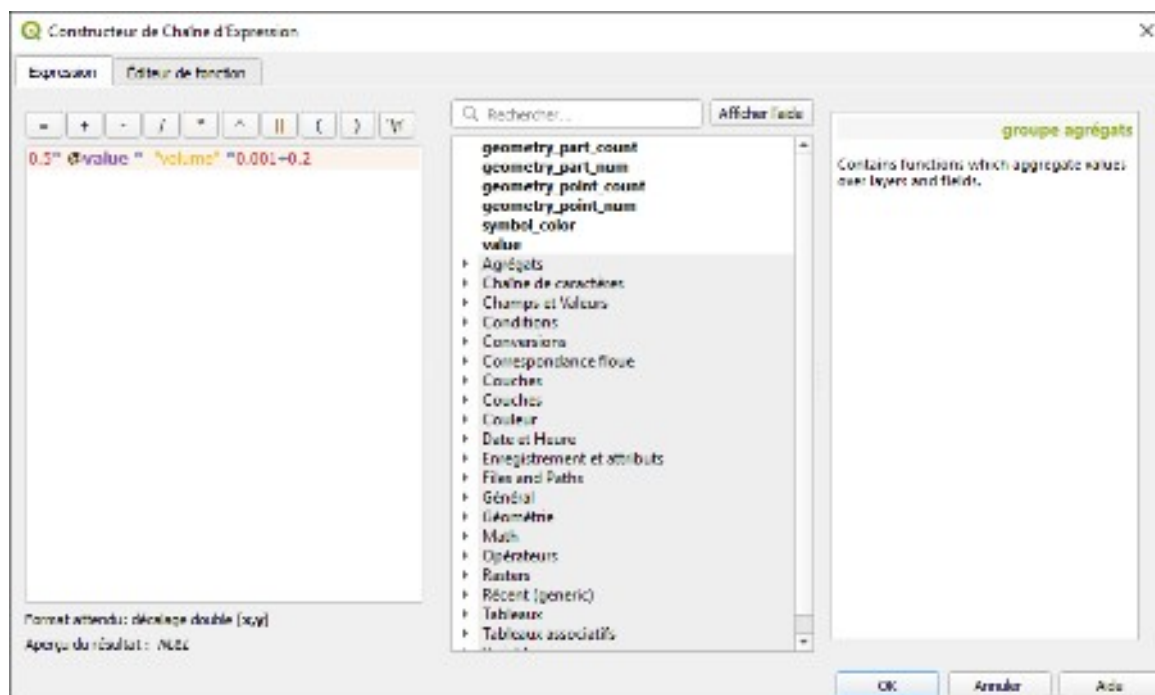 Constructeur de Chaîne d'Expression
Expression Éditeur de fonction
= + - / * ^ || ( ) '\n'
0.5* @value * "volume" *0.001+0.2
Rechercher... Afficher l'aide
geometry_part_count
geometry_part_num
geometry_point_count
geometry_point_num
symbol_color
value
Agrégats
Chaîne de caractères
Champs et Valeurs
Conditions
Conversions
Correspondance floue
Couches
Couches
Couleur
Date et Heure
Enregistrement et attributs
Files and Paths
Général
Géométrie
Math
Opérateurs
Rasters
Récent (generic)
Tableaux
Tableaux associatifs
groupe agrégats
Contains functions which aggregate values
over layers and fields.
Format attendu: décalage double [x,y]
Aperçu du résultat : NULL
OK Annuler Aide